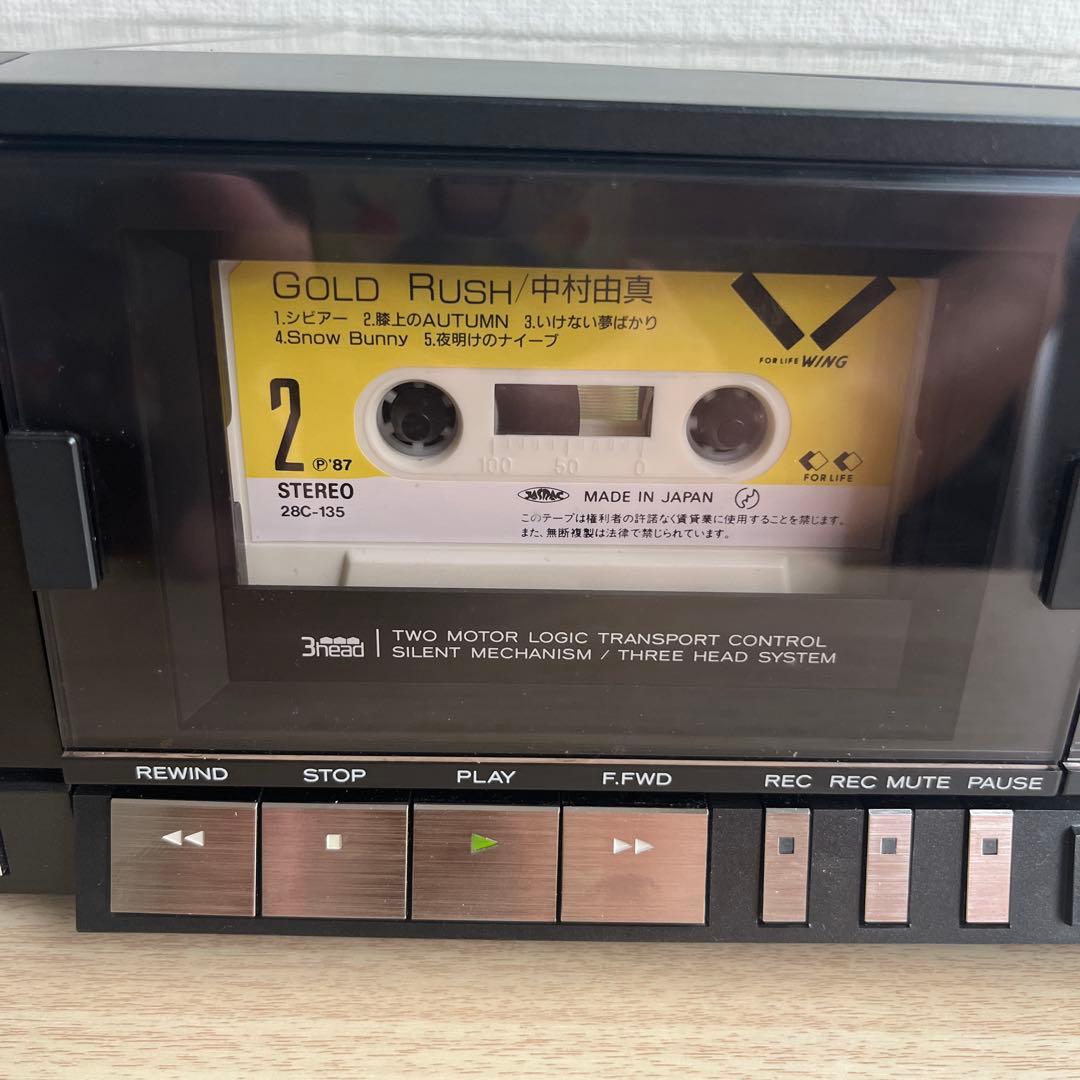 GOLD RUSH/中村由真
1.シビアー 2.膝上のAUTUMN 3.いけない夢ばかり
4.Snow Bunny 5.夜明けのナイーブ
FOR LIFE WING
2 Ⓟ'87
100 50 0
FOR LIFE
STEREO
28C-135
JASRAC MADE IN JAPAN
このテープは権利者の許諾なく賃貸業に使用することを禁じます。
また、無断複製は法律で禁じられています。
3head TWO MOTOR LOGIC TRANSPORT CONTROL
SILENT MECHANISM / THREE HEAD SYSTEM
REWIND STOP PLAY F.FWD REC REC MUTE PAUSE